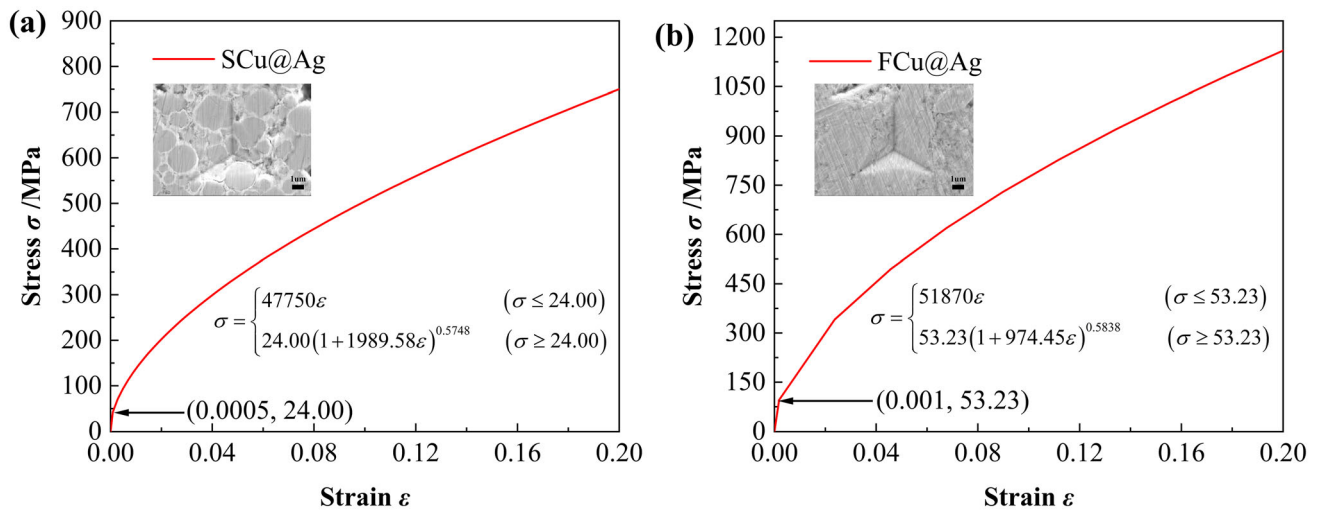 (a)
SCu@Ag
1um
Stress σ /MPa
900
800
700
600
500
400
300
200
100
0
σ = { 47750ε (σ ≤ 24.00)
24.00(1+1989.58ε)^0.5748 (σ ≥ 24.00)
(0.0005, 24.00)
0.00 0.04 0.08 0.12 0.16 0.20
Strain ε
(b)
FCu@Ag
1um
Stress σ /MPa
1200
1050
900
750
600
450
300
150
0
σ = { 51870ε (σ ≤ 53.23)
53.23(1+974.45ε)^0.5838 (σ ≥ 53.23)
(0.001, 53.23)
0.00 0.04 0.08 0.12 0.16 0.20
Strain ε